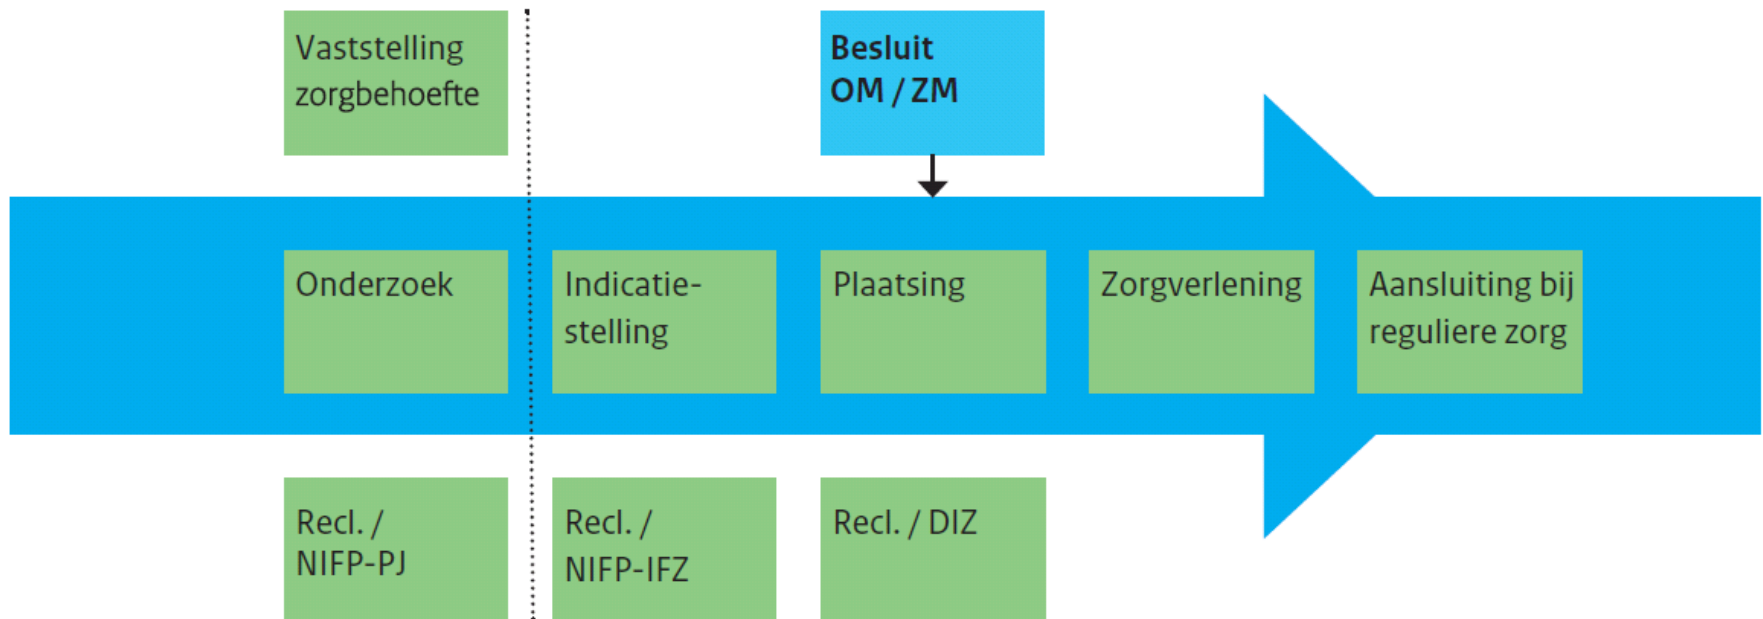 Vaststelling
zorgbehoefte
Besluit
OM / ZM
Onderzoek
Indicatie-
stelling
Plaatsing
Zorgverlening
Aansluiting bij
reguliere zorg
Recl. /
NIFP-PJ
Recl. /
NIFP-IFZ
Recl. / DIZ